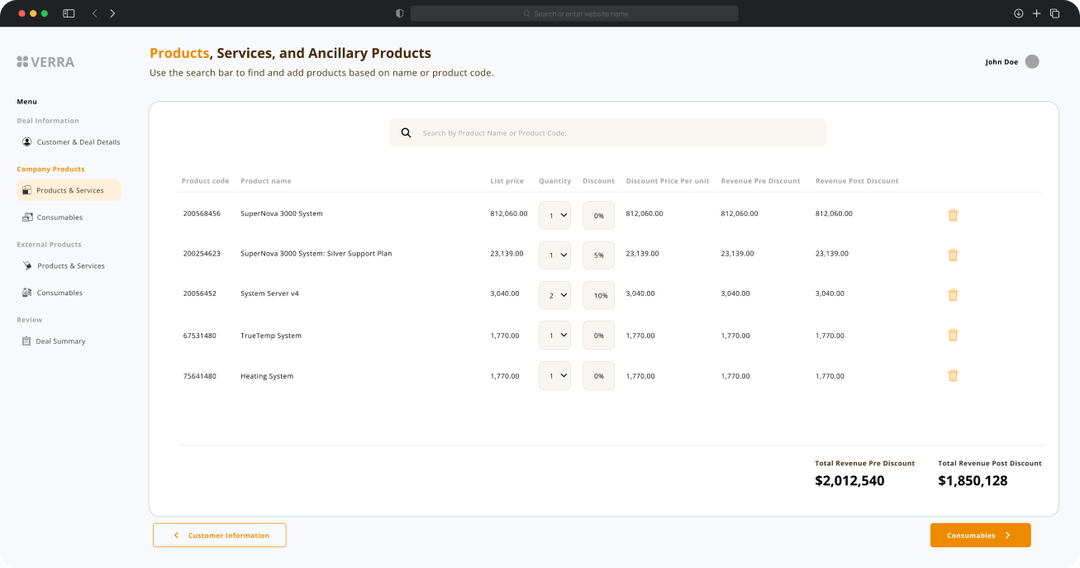 Search or enter website name
VERRA
Products, Services, and Ancillary Products
Use the search bar to find and add products based on name or product code.
John Doe
Menu
Deal Information
Customer & Deal Details
Company Products
Products & Services
Consumables
External Products
Products & Services
Consumables
Review
Deal Summary
Search by Product Name or Product Code:
Product code Product name List price Quantity Discount Discount Price Per unit Revenue Pre Discount Revenue Post Discount
200568456 SuperNova 3000 System 812,060.00 1 0% 812,060.00 812,060.00 812,060.00
200254623 SuperNova 3000 System: Silver Support Plan 23,139.00 1 5% 23,139.00 23,139.00 23,139.00
20056452 System Server v4 3,040.00 2 10% 3,040.00 3,040.00 3,040.00
67531480 TrueTemp System 1,770.00 1 0% 1,770.00 1,770.00 1,770.00
75641480 Heating System 1,770.00 1 0% 1,770.00 1,770.00 1,770.00
Total Revenue Pre Discount Total Revenue Post Discount
$2,012,540 $1,850,128
Customer Information
Consumables